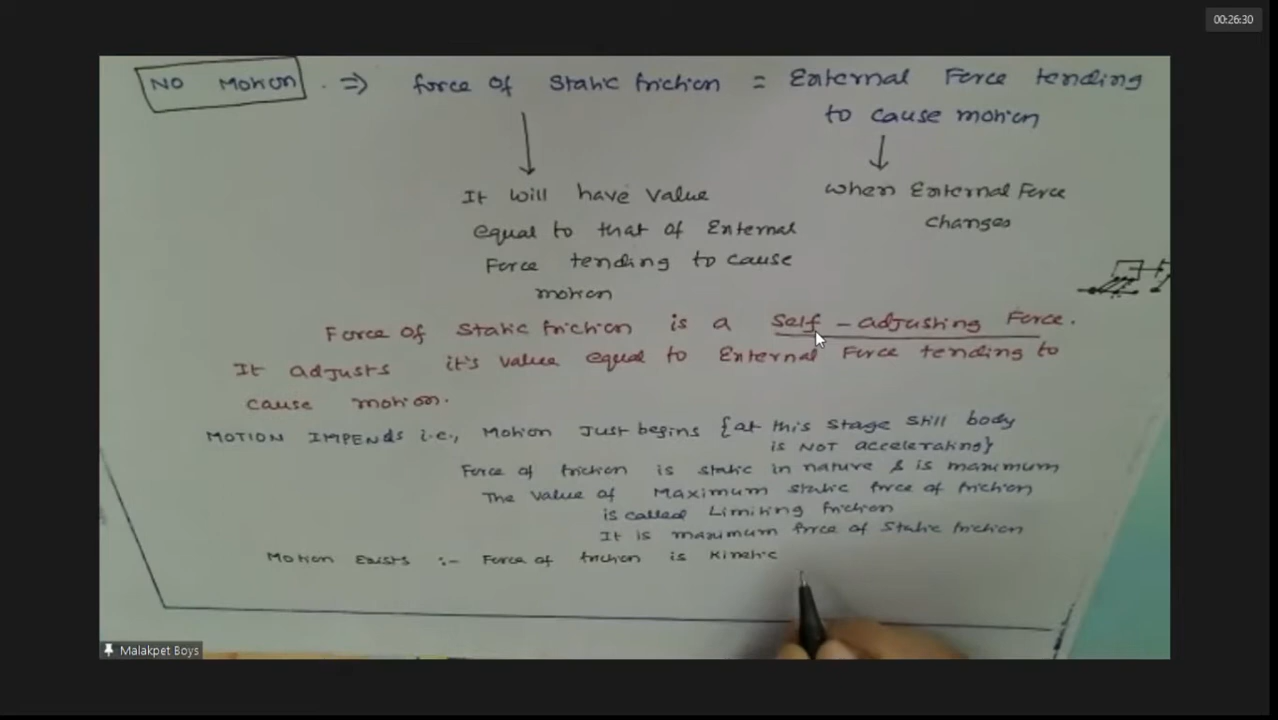 00:26:30
NO Motion ⇒ force of Static friction = External Force tending
to cause motion
It will have value
equal to that of External
Force tending to cause
motion
when External Force
changes
Force of Static friction is a Self-adjusting Force.
It adjusts it's value equal to External Force tending to
cause motion.
MOTION IMPENDS i.e., Motion Just begins {at this stage still body
is NOT accelerating}
Force of friction is static in nature & is maximum
The value of Maximum static force of friction
is called Limiting friction
It is maximum force of Static friction
Motion Exists :- Force of friction is Kinetic
Malakpet Boys